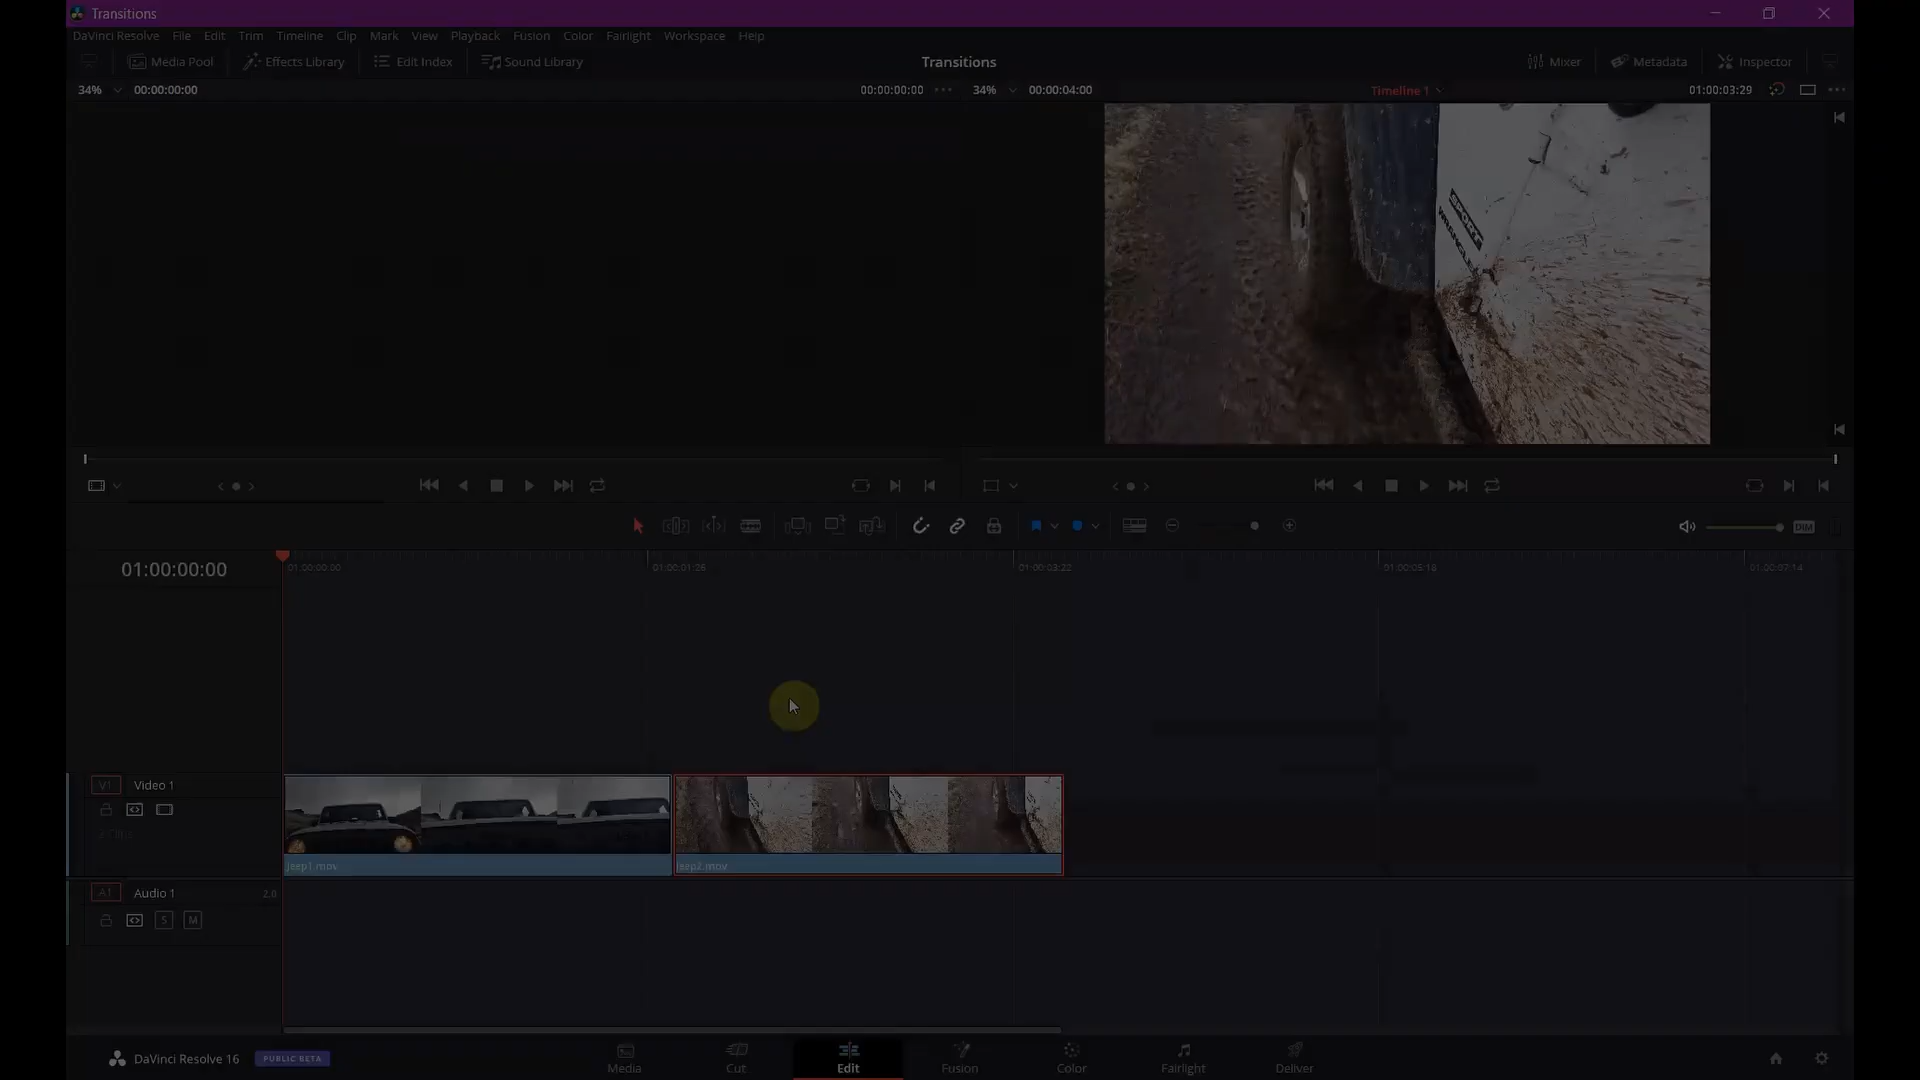 Transitions
DaVinci Resolve File Edit Trim Timeline Clip Mark View Playback Fusion Color Fairlight Workspace Help
Media Pool Effects Library Edit Index Sound Library Transitions Mixer Metadata Inspector
34% 00:00:00:00 00:00:00:00 34% 00:00:04:00 Timeline 1 01:00:03:29
SPORT
WRANGLER
DIM
01:00:00:00 01:00:00:00 01:00:01:26 01:00:03:22 01:00:05:18 01:00:07:14
V1 Video 1
jeep1.mov jeep2.mov
A1 Audio 1 2.0
S M
DaVinci Resolve 16 PUBLIC BETA Media Cut Edit Fusion Color Fairlight Deliver